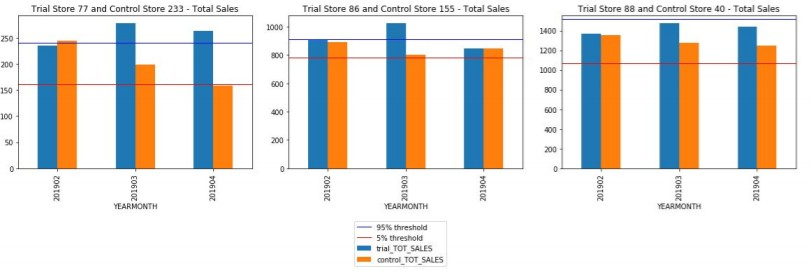 Trial Store 77 and Control Store 233 - Total Sales
250
200
150
100
50
0
201902
201903
201904
YEARMONTH
Trial Store 86 and Control Store 155 - Total Sales
1000
800
600
400
200
0
201902
201903
201904
YEARMONTH
Trial Store 88 and Control Store 40 - Total Sales
1400
1200
1000
800
600
400
200
0
201902
201903
201904
YEARMONTH
95% threshold
5% threshold
trial_TOT_SALES
control_TOT_SALES